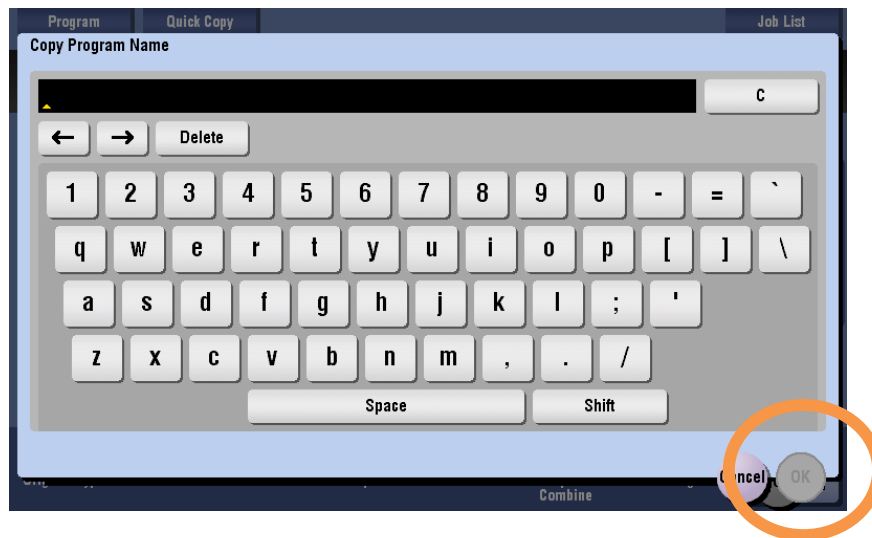 Program Quick Copy Job List
Copy Program Name
C
← → Delete
1 2 3 4 5 6 7 8 9 0 - = `
q w e r t y u i o p [ ] \
a s d f g h j k l ; '
z x c v b n m , . /
Space Shift
Cancel OK
Combine